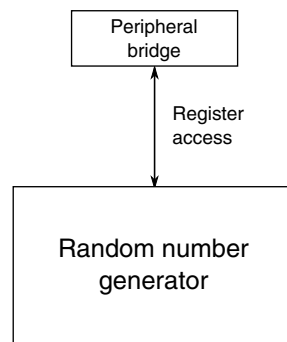 Peripheral
bridge
Register
access
Random number
generator